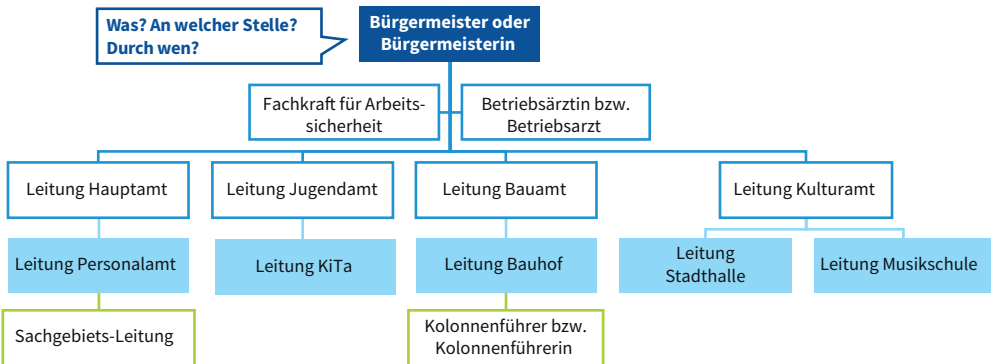 Was? An welcher Stelle?
Durch wen?
Bürgermeister oder
Bürgermeisterin
Fachkraft für Arbeits-
sicherheit
Betriebsärztin bzw.
Betriebsarzt
Leitung Hauptamt
Leitung Jugendamt
Leitung Bauamt
Leitung Kulturamt
Leitung Personalamt
Leitung KiTa
Leitung Bauhof
Leitung
Stadthalle
Leitung Musikschule
Sachgebiets-Leitung
Kolonnenführer bzw.
Kolonnenführerin